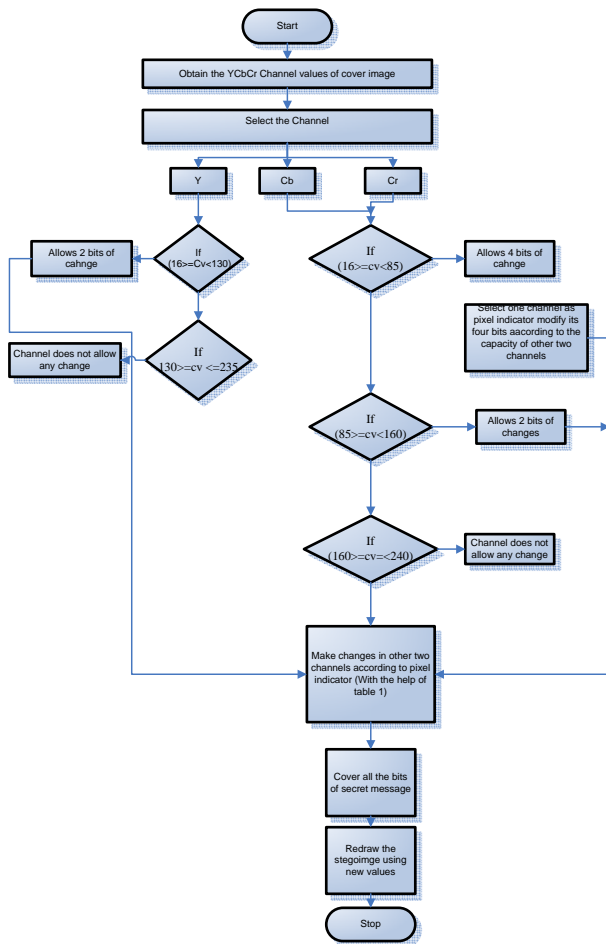 Start
Obtain the YCbCr Channel values of cover image
Select the Channel
Y
Cb
Cr
If
(16>=Cv<130)
Allows 2 bits of
cahnge
If
(16>=cv<85)
Allows 4 bits of
cahnge
Select one channel as
pixel indicator modify its
four bits aocording to the
capacity of other two
channels
If
130>=cv <=235
Channel does not allow
any change
If
(85>=cv<160)
Allows 2 bits of
changes
If
(160>=cv=<240)
Channel does not
allow any change
Make changes in other two
channels according to pixel
indicator (With the help of
table 1)
Cover all the bits
of secret message
Redraw the
stegoimge using
new values
Stop